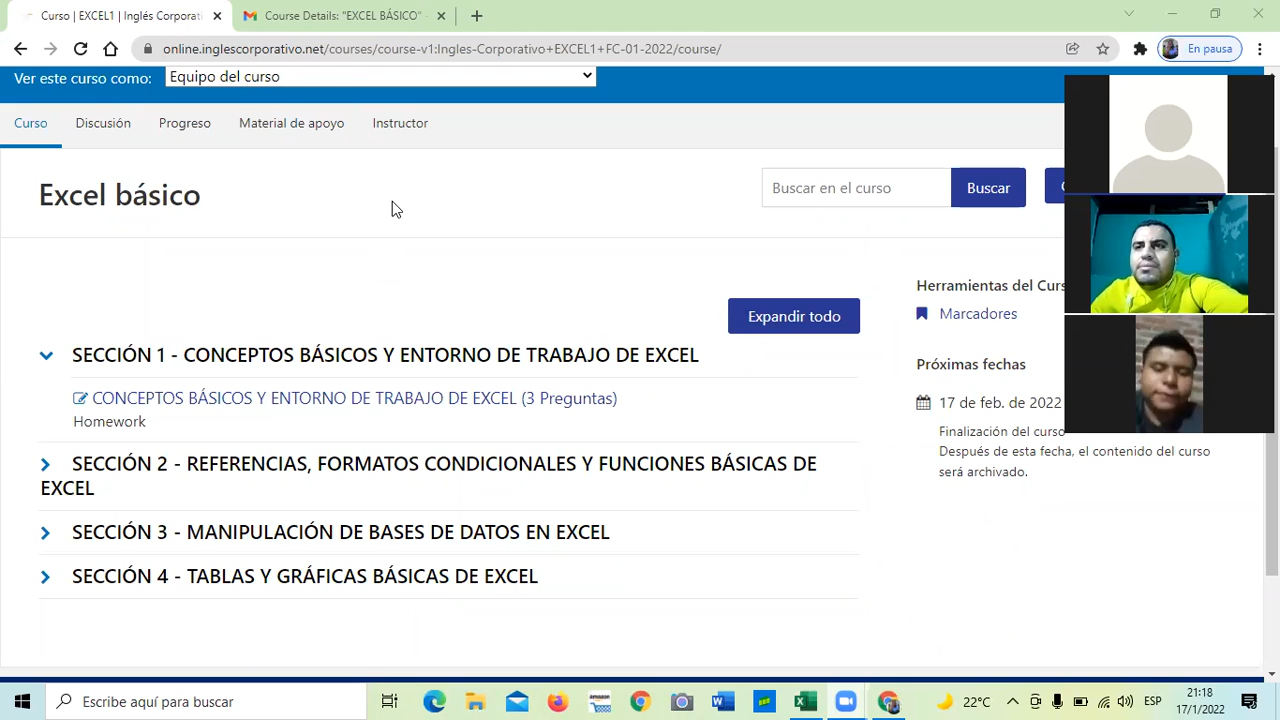 Curso | EXCEL1 | Inglés Corporati
Course Details: "EXCEL BÁSICO" -
online.inglescorporativo.net/courses/course-v1:Ingles-Corporativo+EXCEL1+FC-01-2022/course/
En pausa
Ver este curso como: Equipo del curso
Curso Discusión Progreso Material de apoyo Instructor
Excel básico
Buscar en el curso Buscar
Herramientas del Curs
Marcadores
Expandir todo
SECCIÓN 1 - CONCEPTOS BÁSICOS Y ENTORNO DE TRABAJO DE EXCEL
Próximas fechas
CONCEPTOS BÁSICOS Y ENTORNO DE TRABAJO DE EXCEL (3 Preguntas)
17 de feb. de 2022
Homework
Finalización del curso
Después de esta fecha, el contenido del curso
será archivado.
SECCIÓN 2 - REFERENCIAS, FORMATOS CONDICIONALES Y FUNCIONES BÁSICAS DE
EXCEL
SECCIÓN 3 - MANIPULACIÓN DE BASES DE DATOS EN EXCEL
SECCIÓN 4 - TABLAS Y GRÁFICAS BÁSICAS DE EXCEL
Escribe aquí para buscar
22°C
ESP
21:18
17/1/2022